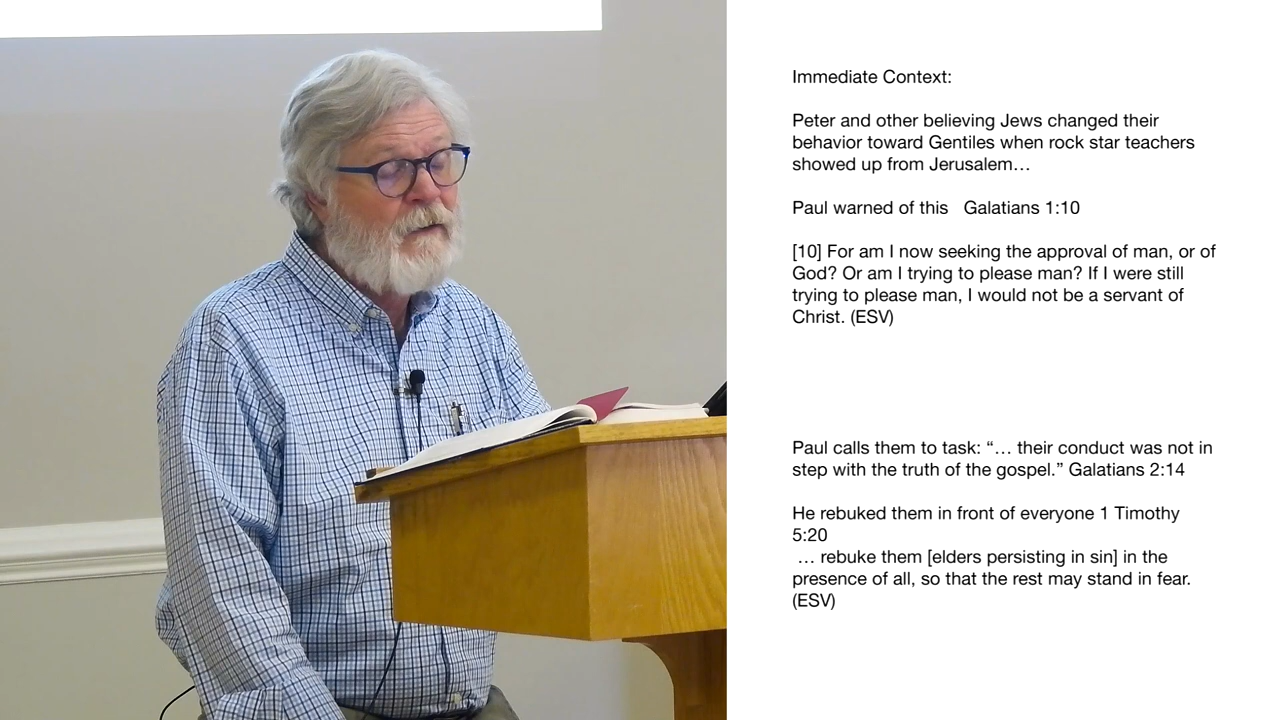 Immediate Context:
Peter and other believing Jews changed their
behavior toward Gentiles when rock star teachers
showed up from Jerusalem…
Paul warned of this   Galatians 1:10
[10] For am I now seeking the approval of man, or of
God? Or am I trying to please man? If I were still
trying to please man, I would not be a servant of
Christ. (ESV)
Paul calls them to task: “… their conduct was not in
step with the truth of the gospel.” Galatians 2:14
He rebuked them in front of everyone 1 Timothy
5:20
… rebuke them [elders persisting in sin] in the
presence of all, so that the rest may stand in fear.
(ESV)